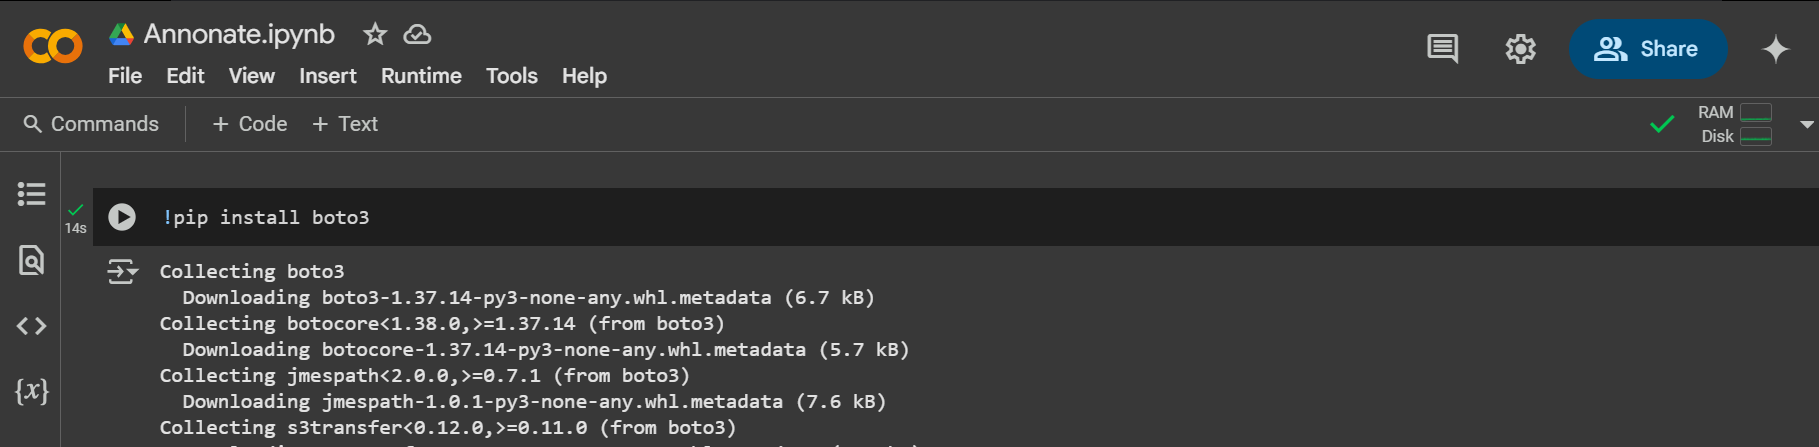 Annonate.ipynb
File Edit View Insert Runtime Tools Help
Share
Commands + Code + Text
RAM
Disk
14s
!pip install boto3
Collecting boto3
  Downloading boto3-1.37.14-py3-none-any.whl.metadata (6.7 kB)
Collecting botocore<1.38.0,>=1.37.14 (from boto3)
  Downloading botocore-1.37.14-py3-none-any.whl.metadata (5.7 kB)
Collecting jmespath<2.0.0,>=0.7.1 (from boto3)
  Downloading jmespath-1.0.1-py3-none-any.whl.metadata (7.6 kB)
Collecting s3transfer<0.12.0,>=0.11.0 (from boto3)
{x}